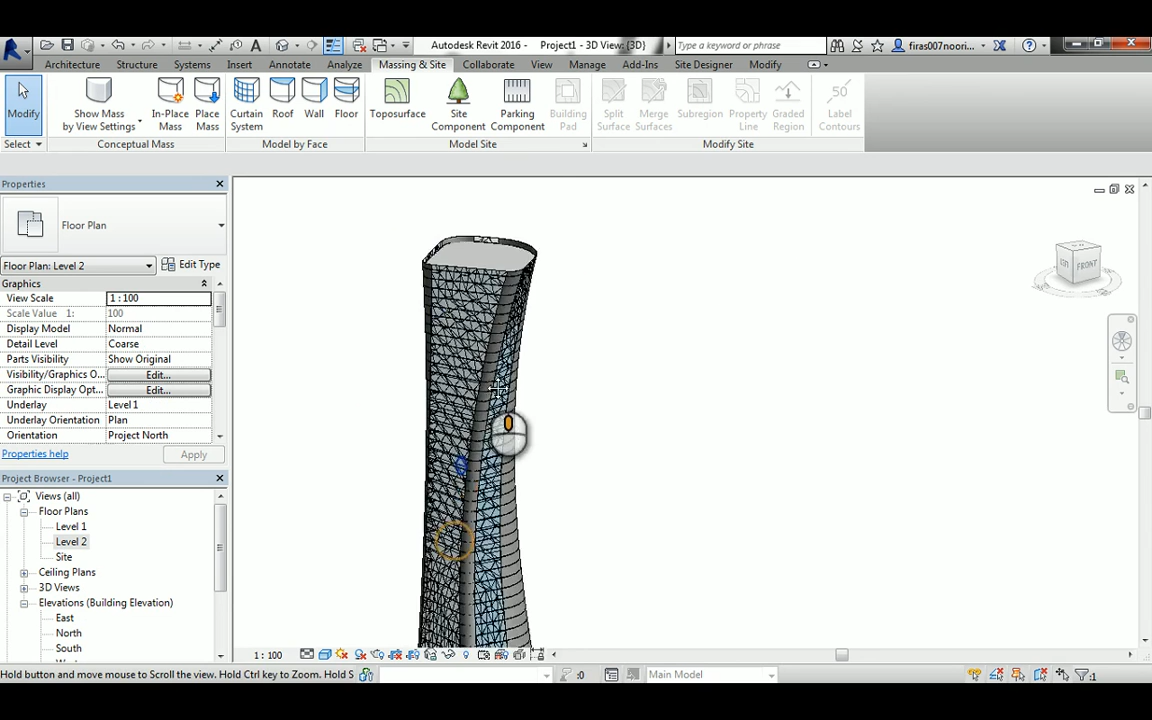 Autodesk Revit 2016 - Project1 - 3D View: {3D}
Type a keyword or phrase
firas007noori...
Architecture Structure Systems Insert Annotate Analyze Massing & Site Collaborate View Manage Add-Ins Site Designer Modify
Modify
Show Mass by View Settings
In-Place Mass
Place Mass
Curtain System
Roof
Wall
Floor
Toposurface
Site Component
Parking Component
Building Pad
Split Surface
Merge Surfaces
Subregion
Property Line
Graded Region
50
Label Contours
Select
Conceptual Mass
Model by Face
Model Site
Modify Site
Properties
Floor Plan
Floor Plan: Level 2
Edit Type
Graphics
View Scale 1 : 100
Scale Value 1: 100
Display Model Normal
Detail Level Coarse
Parts Visibility Show Original
Visibility/Graphics O... Edit...
Graphic Display Opt... Edit...
Underlay Level 1
Underlay Orientation Plan
Orientation Project North
Properties help
Apply
Project Browser - Project1
Views (all)
Floor Plans
Level 1
Level 2
Site
Ceiling Plans
3D Views
Elevations (Building Elevation)
East
North
South
FRONT
1 : 100
Hold button and move mouse to Scroll the view. Hold Ctrl key to Zoom. Hold S
:0
Main Model
:1